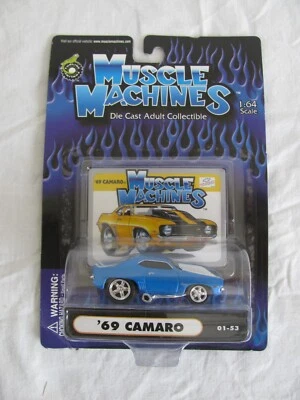 MUSCLE
MACHINES
Die Cast Adult Collectible
1:64
Scale
'69 CAMARO
MUSCLE
MACHINES
WARNING:
'69 CAMARO
01-53